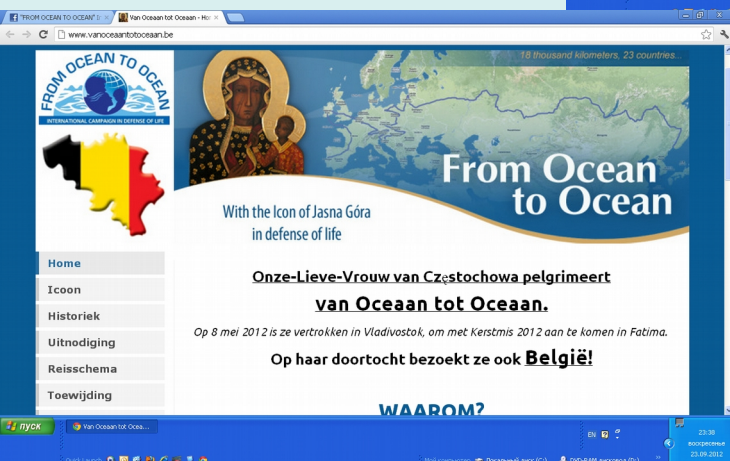 "FROM OCEAN TO OCEAN"
Van Oceaan tot Oceaan - Ho
www.vanoceaantotoceaan.be
FROM OCEAN TO OCEAN
INTERNATIONAL CAMPAIGN IN DEFENSE OF LIFE
18 thousand kilometers, 23 countries...
From Ocean
to Ocean
With the Icon of Jasna Góra
in defense of life
Home
Icoon
Historiek
Uitnodiging
Reisschema
Toewijding
Onze-Lieve-Vrouw van Częstochowa pelgrimeert
van Oceaan tot Oceaan.
Op 8 mei 2012 is ze vertrokken in Vladivostok, om met Kerstmis 2012 aan te komen in Fatima.
Op haar doortocht bezoekt ze ook België!
WAAROM?
пуск
Van Oceaan tot Ocea...
EN
23:38
воскресенье
23.09.2012
Quick Launch